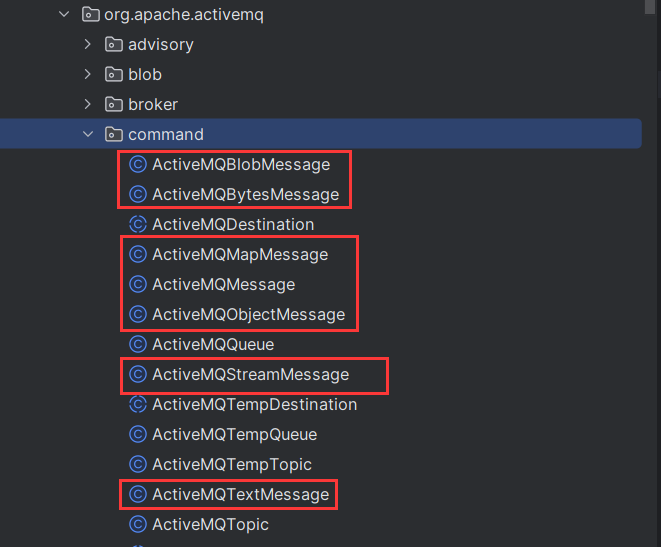 org.apache.activemq
advisory
blob
broker
command
ActiveMQBlobMessage
ActiveMQBytesMessage
ActiveMQDestination
ActiveMQMapMessage
ActiveMQMessage
ActiveMQObjectMessage
ActiveMQQueue
ActiveMQStreamMessage
ActiveMQTempDestination
ActiveMQTempQueue
ActiveMQTempTopic
ActiveMQTextMessage
ActiveMQTopic